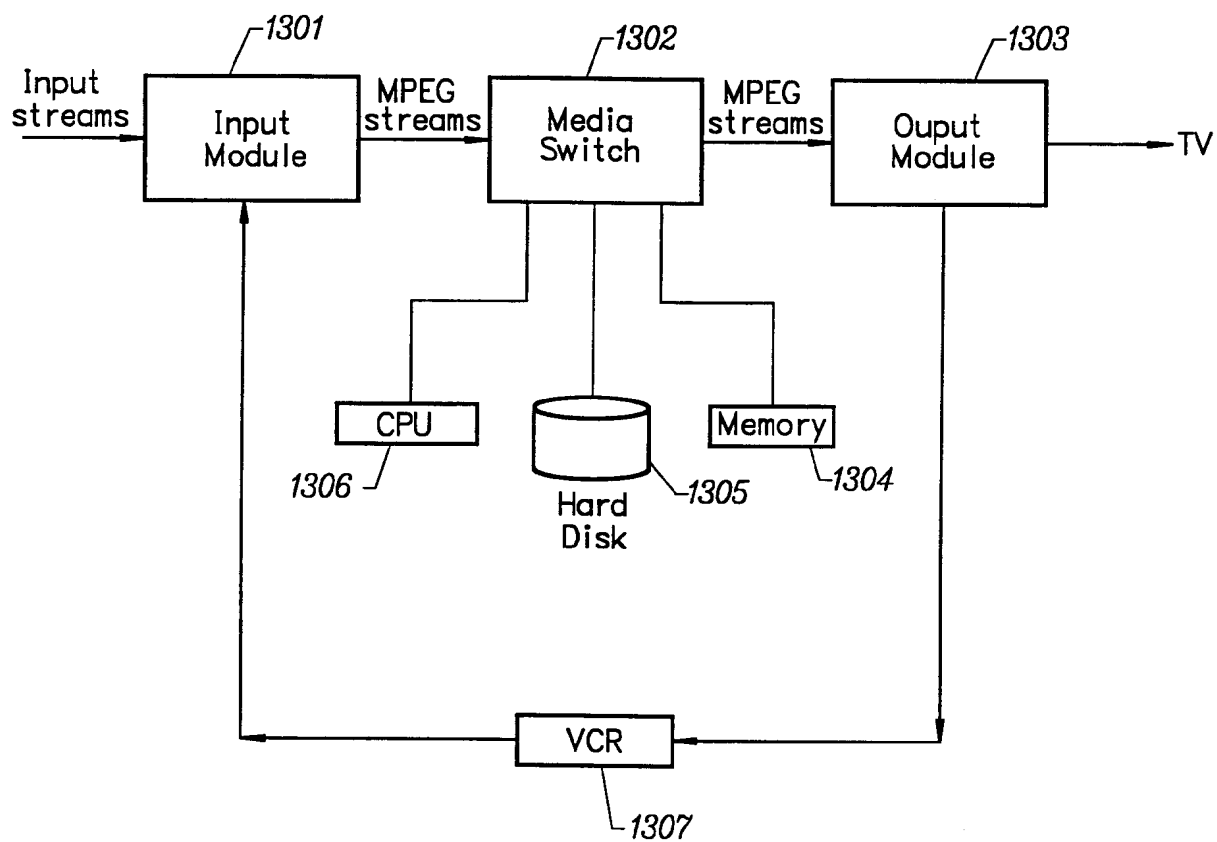 1301
1302
1303
Input
streams
Input
Module
MPEG
streams
Media
Switch
MPEG
streams
Ouput
Module
TV
CPU
1306
Hard
Disk
1305
Memory
1304
VCR
1307